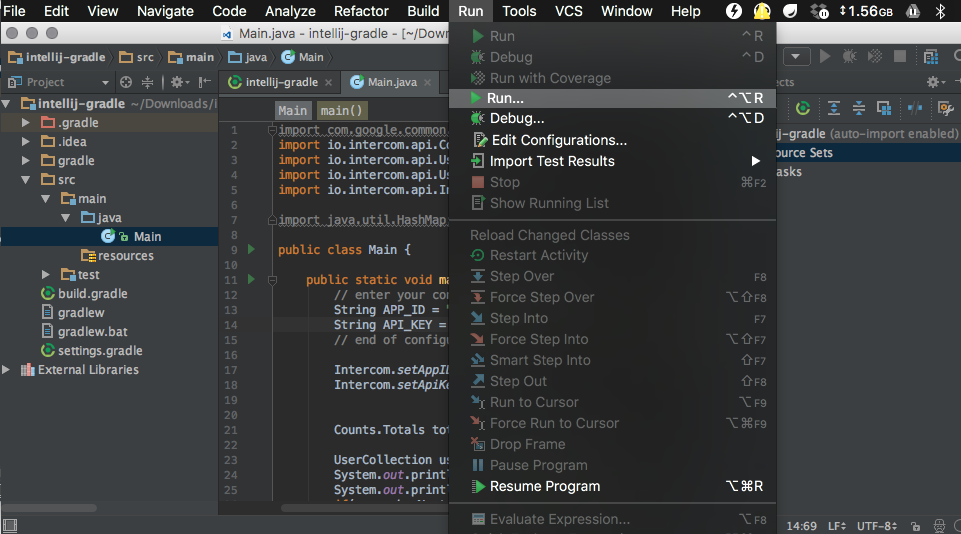 File Edit View Navigate Code Analyze Refactor Build Run Tools VCS Window Help 1.56GB
Main.java - intellij-gradle - [~/Dow
intellij-gradle src main java Main
Project
intellij-gradle Main.java
intellij-gradle ~/Downloads/i
.gradle
.idea
gradle
src
main
java
Main
resources
test
build.gradle
gradlew
gradlew.bat
settings.gradle
External Libraries
Main main()
1 import com.google.common.
2 import io.intercom.api.Co
3 import io.intercom.api.Us
4 import io.intercom.api.Us
5 import io.intercom.api.In
6
7 import java.util.HashMap
8
9 public class Main {
10
11 public static void ma
12 // enter your con
13 String APP_ID = "
14 String API_KEY =
15 // end of configu
16
17 Intercom.setAppID
18 Intercom.setApiKe
19
20
21 Counts.Totals tot
22
23 UserCollection us
24 System.out.printl
25 System.out.printl
Run ⌃R
Debug ⌃D
Run with Coverage
Run... ⌃⌥R
Debug... ⌃⌥D
Edit Configurations...
Import Test Results
Stop ⌘F2
Show Running List
Reload Changed Classes
Restart Activity
Step Over F8
Force Step Over ⌥⇧F8
Step Into F7
Force Step Into ⌥⇧F7
Smart Step Into ⇧F7
Step Out ⇧F8
Run to Cursor ⌥F9
Force Run to Cursor ⌥⌘F9
Drop Frame
Pause Program
Resume Program ⌥⌘R
Evaluate Expression... ⌥F8
ects
ij-gradle (auto-import enabled)
ource Sets
asks
14:69 LF UTF-8